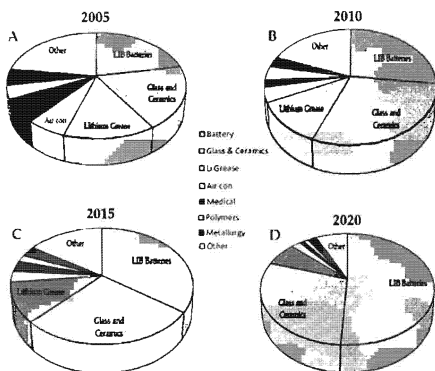 2005
A
Other
LIB Batteries
Glass and
Ceramics
Lithium Grease
Air con
2010
B
Other
LIB Batteries
Glass and
Ceramics
Lithium Grease
Battery
Glass & Ceramics
Li Grease
Air con
Medical
Polymers
Metallurgy
Other
2015
C
Other
LIB Batteries
Lithium Grease
Glass and
Ceramics
2020
D
Other
LIB Batteries
Glass and
Ceramics